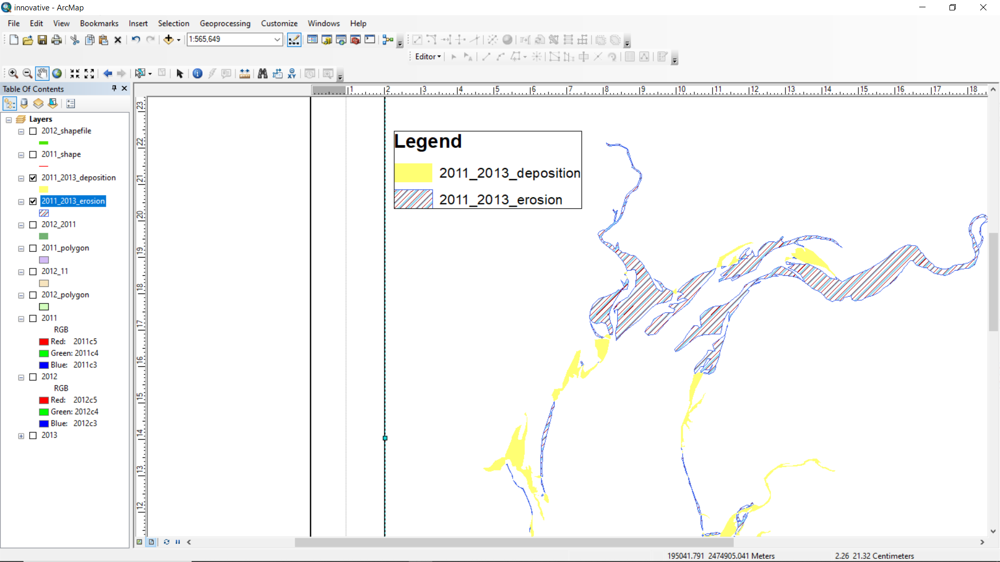 innovative - ArcMap
File Edit View Bookmarks Insert Selection Geoprocessing Customize Windows Help
1:565,649
Editor
Table Of Contents
1 2 3 4 5 6 7 8 9 10 11 12 13 14 15 16 17 18
23
22
21
20
19
18
17
16
15
14
13
12
Layers
2012_shapefile
2011_shape
2011_2013_deposition
2011_2013_erosion
2012_2011
2011_polygon
2012_11
2012_polygon
2011
RGB
Red: 2011c5
Green: 2011c4
Blue: 2011c3
2012
RGB
Red: 2012c5
Green: 2012c4
Blue: 2012c3
2013
Legend
2011_2013_deposition
2011_2013_erosion
195041.791 2474905.041 Meters
2.26 21.32 Centimeters